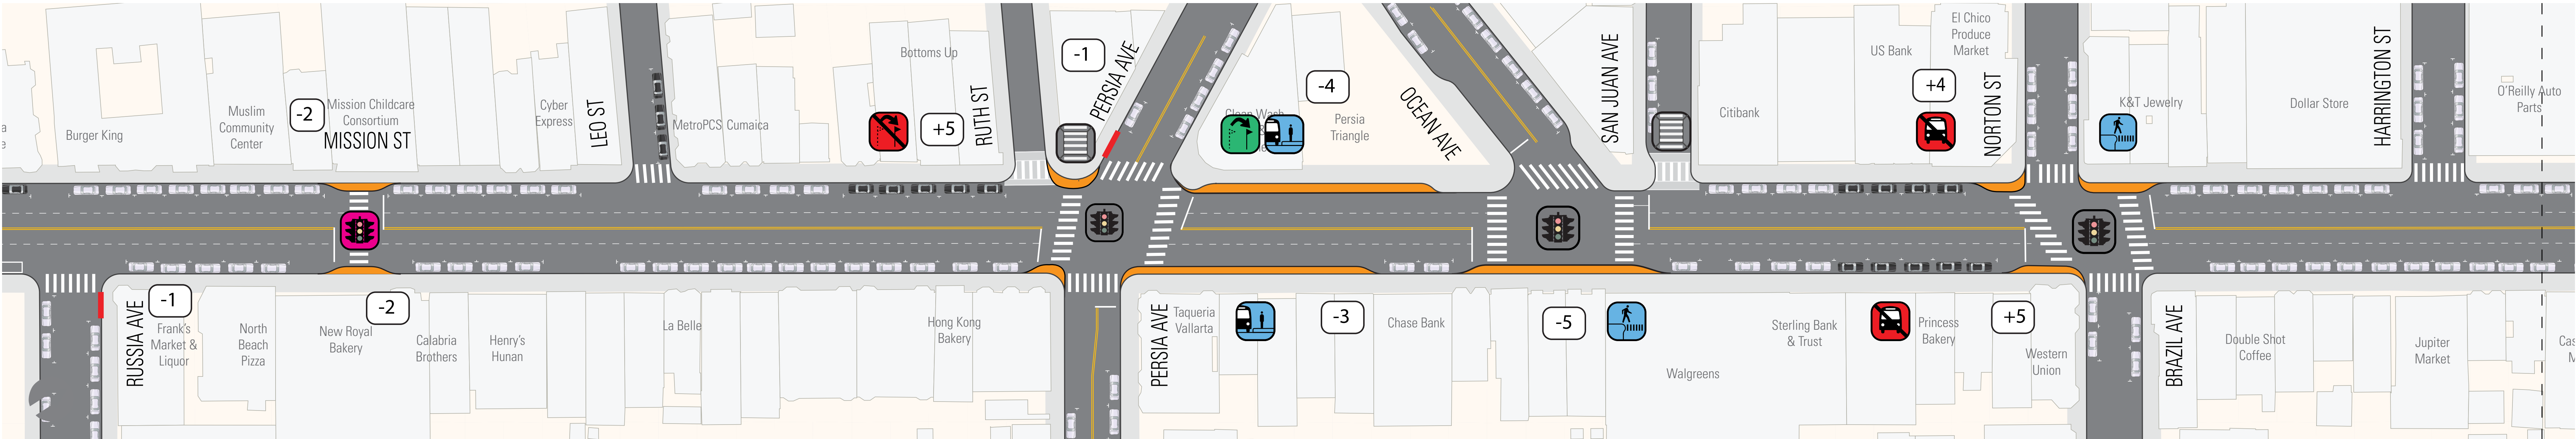 Burger King
Muslim
Community
Center
-2
Mission Childcare
Consortium
MISSION ST
Cyber
Express
LEO ST
MetroPCS
Cumaica
Bottoms Up
+5
RUTH ST
-1
PERSIA AVE
-4
Persia
Triangle
OCEAN AVE
SAN JUAN AVE
Citibank
US Bank
El Chico
Produce
Market
+4
NORTON ST
K&T Jewelry
Dollar Store
HARRINGTON ST
O'Reilly Auto
Parts
RUSSIA AVE
-1
Frank's
Market &
Liquor
North
Beach
Pizza
New Royal
Bakery
-2
Calabria
Brothers
Henry's
Hunan
La Belle
Hong Kong
Bakery
PERSIA AVE
Taqueria
Vallarta
-3
Chase Bank
-5
Walgreens
Sterling Bank
& Trust
Princess
Bakery
+5
Western
Union
BRAZIL AVE
Double Shot
Coffee
Jupiter
Market